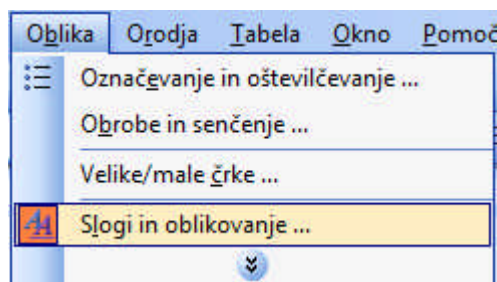 Oblika Orodja Tabela Okno Pomoč
Označevanje in oštevilčevanje ...
Obrobe in senčenje ...
Velike/male črke ...
Slogi in oblikovanje ...